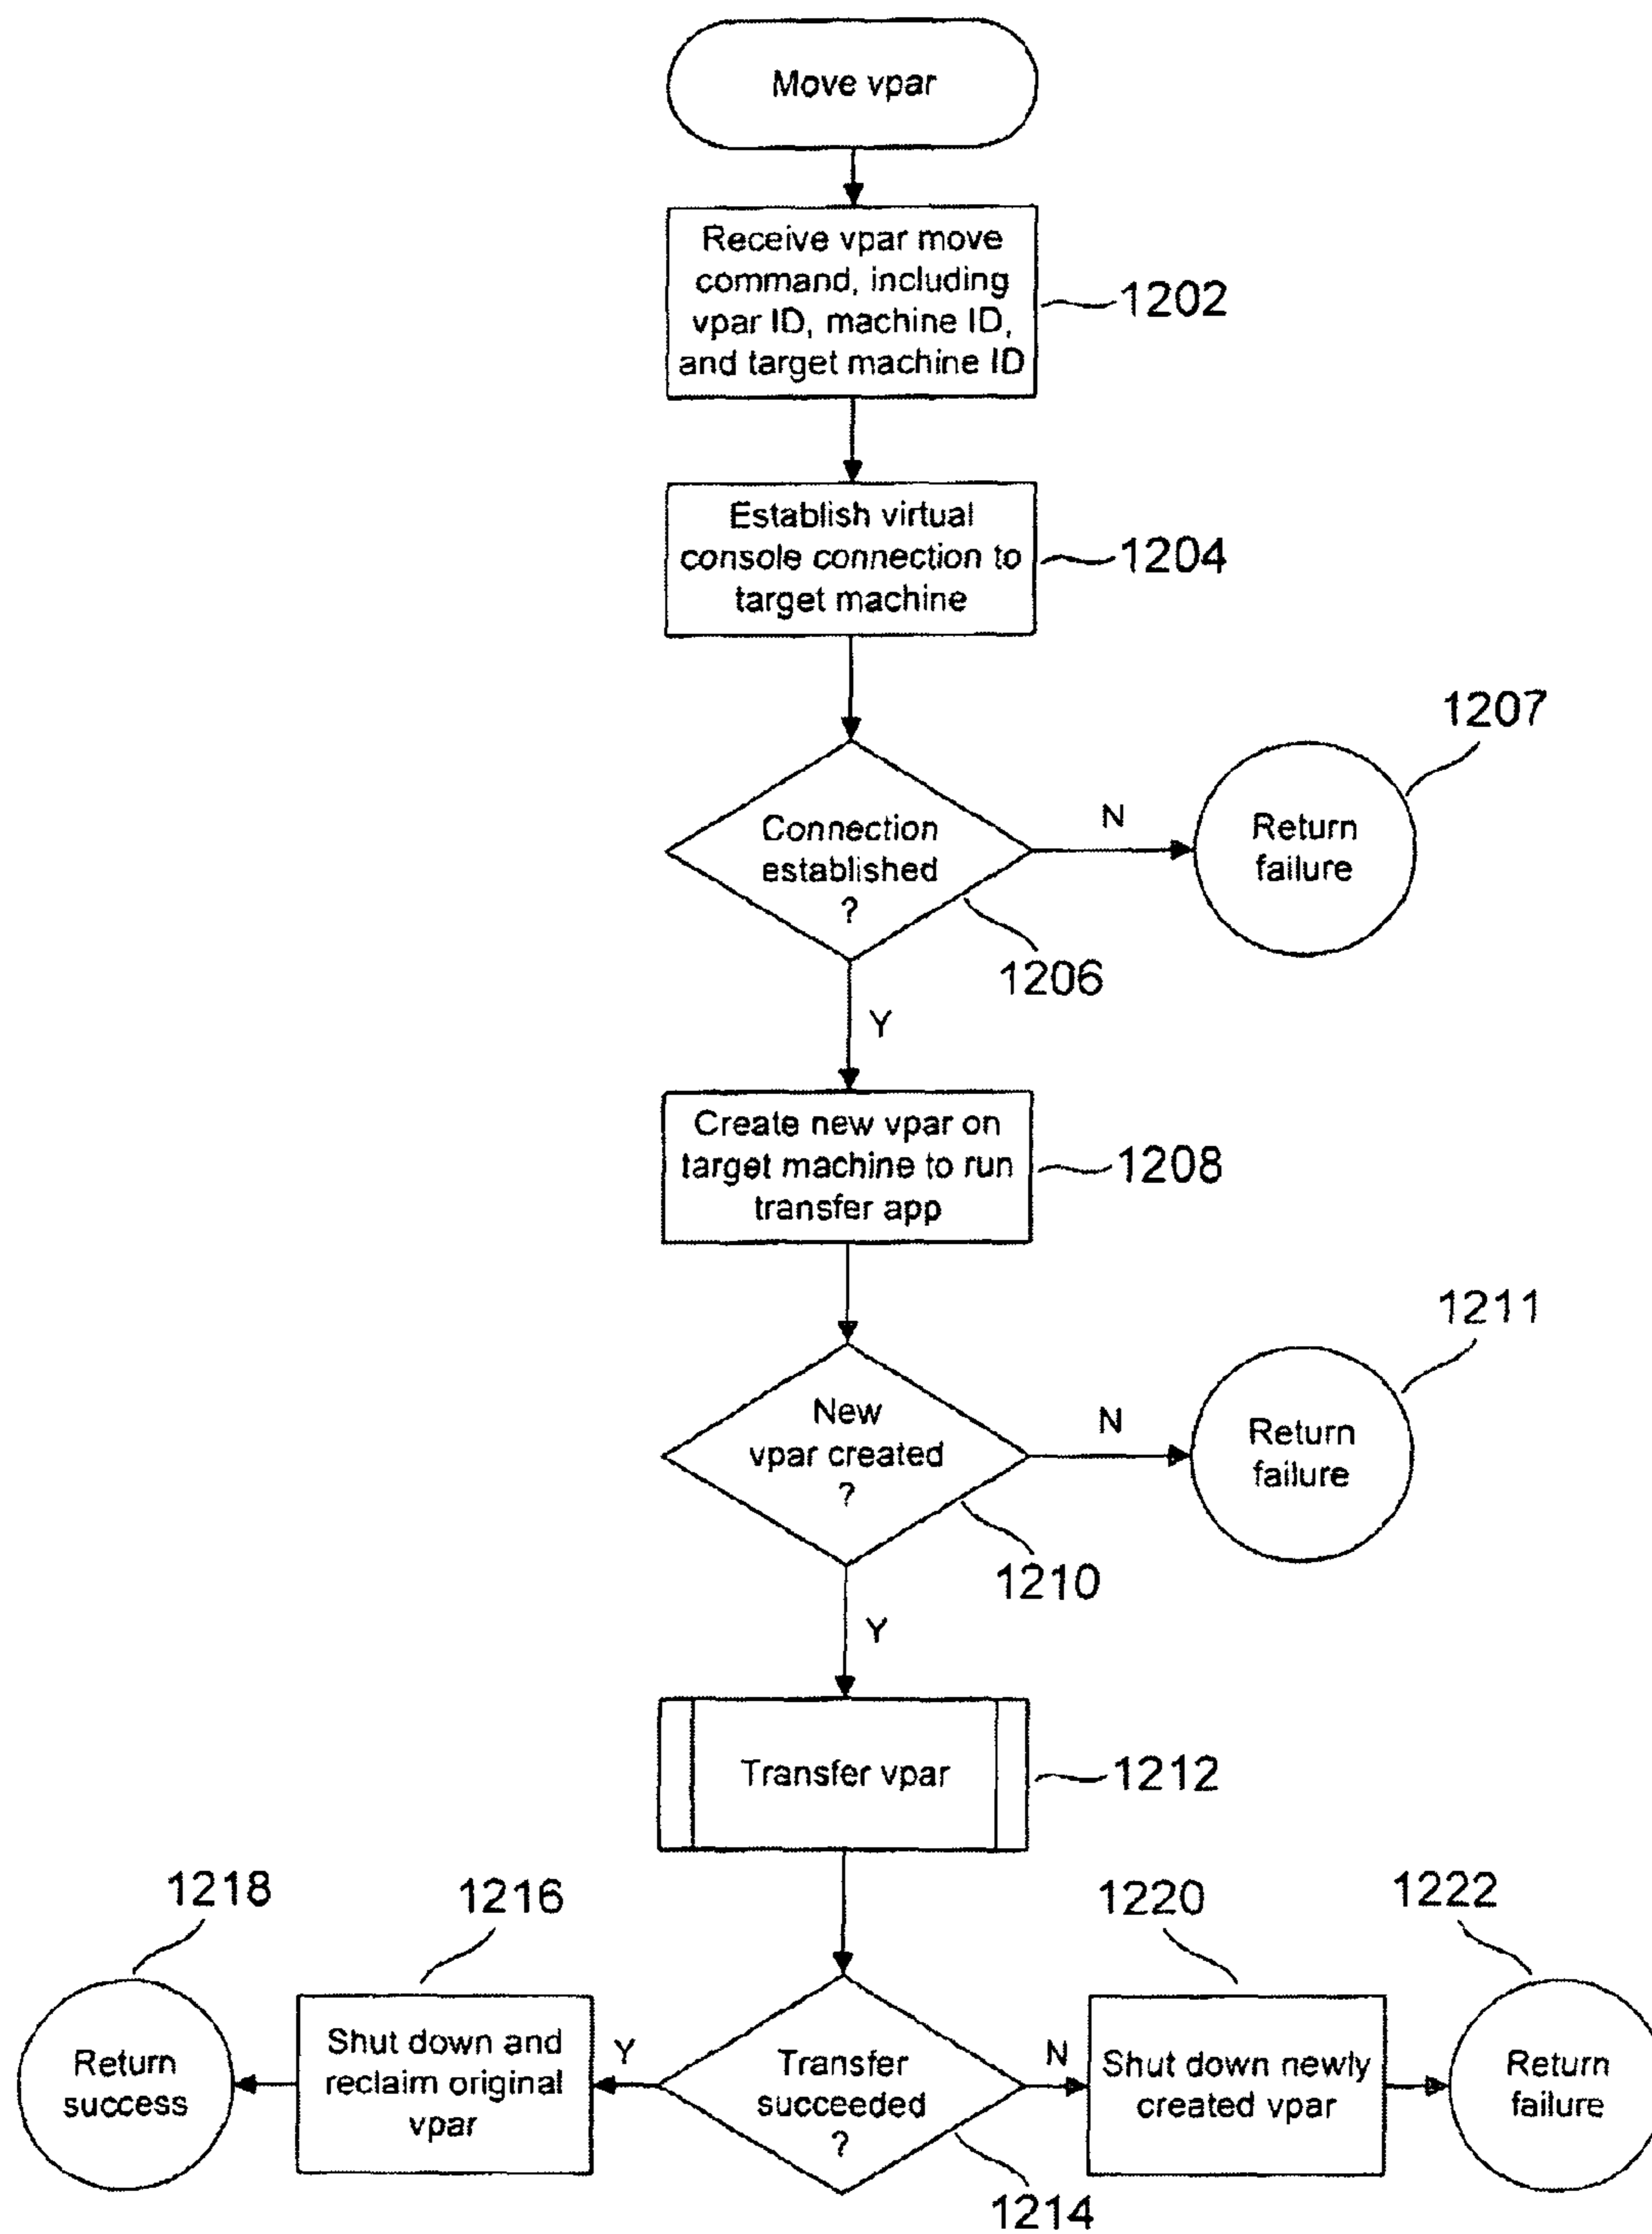 Move vpar
Receive vpar move
command, including
vpar ID, machine ID,
and target machine ID
1202
Establish virtual
console connection to
target machine
1204
Connection
established
?
1206
N
1207
Return
failure
Y
Create new vpar on
target machine to run
transfer app
1208
New
vpar created
?
1210
N
1211
Return
failure
Y
Transfer vpar
1212
Transfer
succeeded
?
1214
Y
1216
Shut down and
reclaim original
vpar
1218
Return
success
N
1220
Shut down newly
created vpar
1222
Return
failure